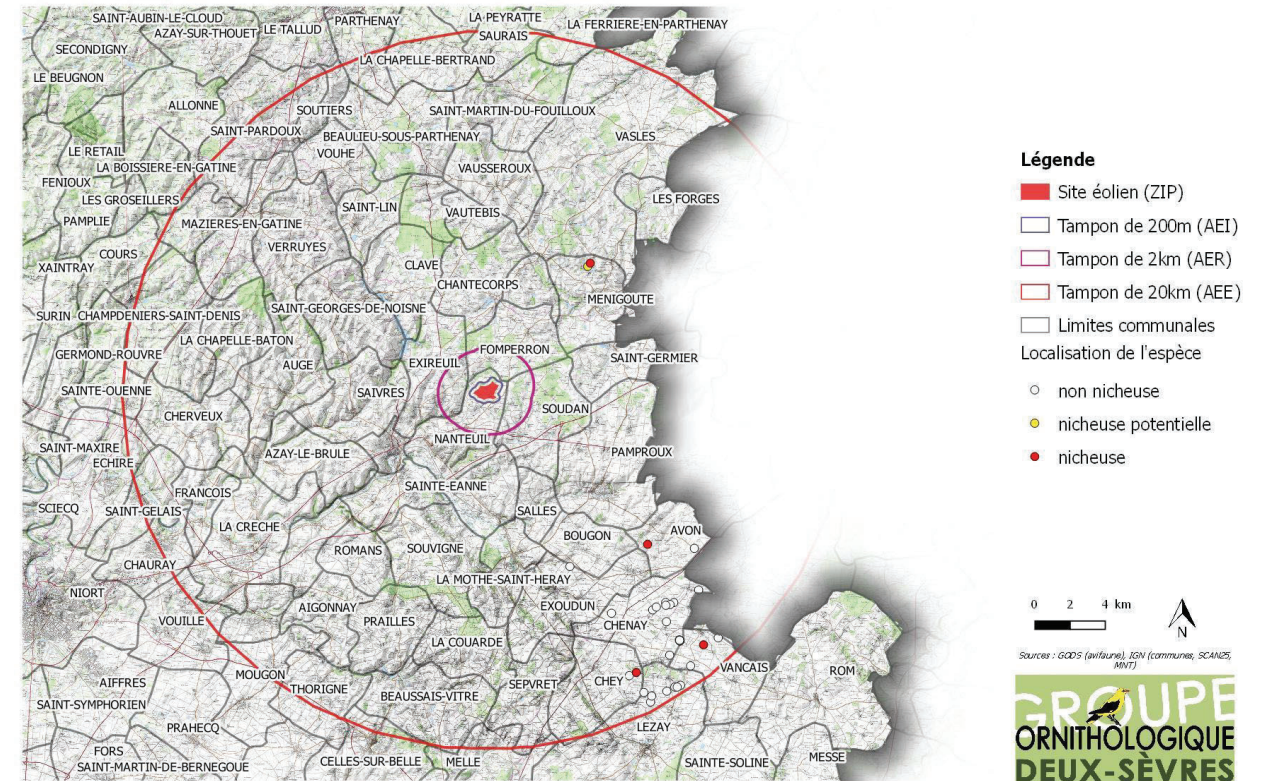 SAINT-AUBIN-LE-CLOUD
PARTHENAY
LA PEYRATTE
LA FERRIERE-EN-PARTHENAY
AZAY-SUR-THOUET
LE TALLUD
SAURAIS
SECONDIGNY
LA CHAPELLE-BERTRAND
LE BEUGNON
ALLONNE
SOUTIERS
SAINT-MARTIN-DU-FOUILLOUX
SAINT-PARDOUX
BEAULIEU-SOUS-PARTHENAY
VASLES
LE RETAIL
VOUHE
LA BOISSIERE-EN-GATINE
VAUSSEROUX
FENIOUX
LES GROSEILLERS
SAINT-LIN
LES FORGES
PAMPLIE
MAZIERES-EN-GATINE
VAUTEBIS
COURS
VERRUYES
XAINTRAY
CLAVE
CHANTECORPS
MENIGOUTE
SURIN
CHAMPDENIERS-SAINT-DENIS
SAINT-GEORGES-DE-NOISNE
LA CHAPELLE-BATON
GERMOND-ROUVRE
FOMPERRON
SAINT-GERMIER
AUGE
EXIREUIL
SAINTE-OUENNE
SAIVRES
SOUDAN
CHERVEUX
NANTEUIL
SAINT-MAXIRE
AZAY-LE-BRULE
PAMPROUX
ECHIRE
SAINTE-EANNE
FRANCOIS
SCIECQ
SAINT-GELAIS
SALLES
LA CRECHE
BOUGON
AVON
ROMANS
SOUVIGNE
CHAURAY
LA MOTHE-SAINT-HERAY
NIORT
AIGONNAY
EXOUDUN
VOUILLE
PRAILLES
CHENAY
LA COUARDE
VANCAIS
ROM
MOUGON
THORIGNE
SEPVRET
CHEY
AIFFRES
BEAUSSAIS-VITRE
SAINT-SYMPHORIEN
PRAHECQ
LEZAY
FORS
SAINT-MARTIN-DE-BERNEGOUE
CELLES-SUR-BELLE
MELLE
SAINTE-SOLINE
MESSE
Légende
Site éolien (ZIP)
Tampon de 200m (AEI)
Tampon de 2km (AER)
Tampon de 20km (AEE)
Limites communales
Localisation de l'espèce
non nicheuse
nicheuse potentielle
nicheuse
0 2 4 km
N
Sources : GODS (avifaune), IGN (communes, SCAN25,
MNT)
GROUPE
ORNITHOLOGIQUE
DEUX-SÈVRES